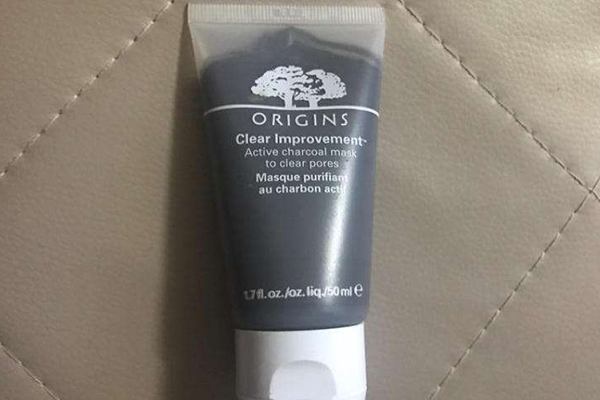 ORIGINS
Clear Improvement™
Active charcoal mask
to clear pores
Masque purifiant
au charbon actif
1.7 fl. oz./oz. liq./50 ml ℮